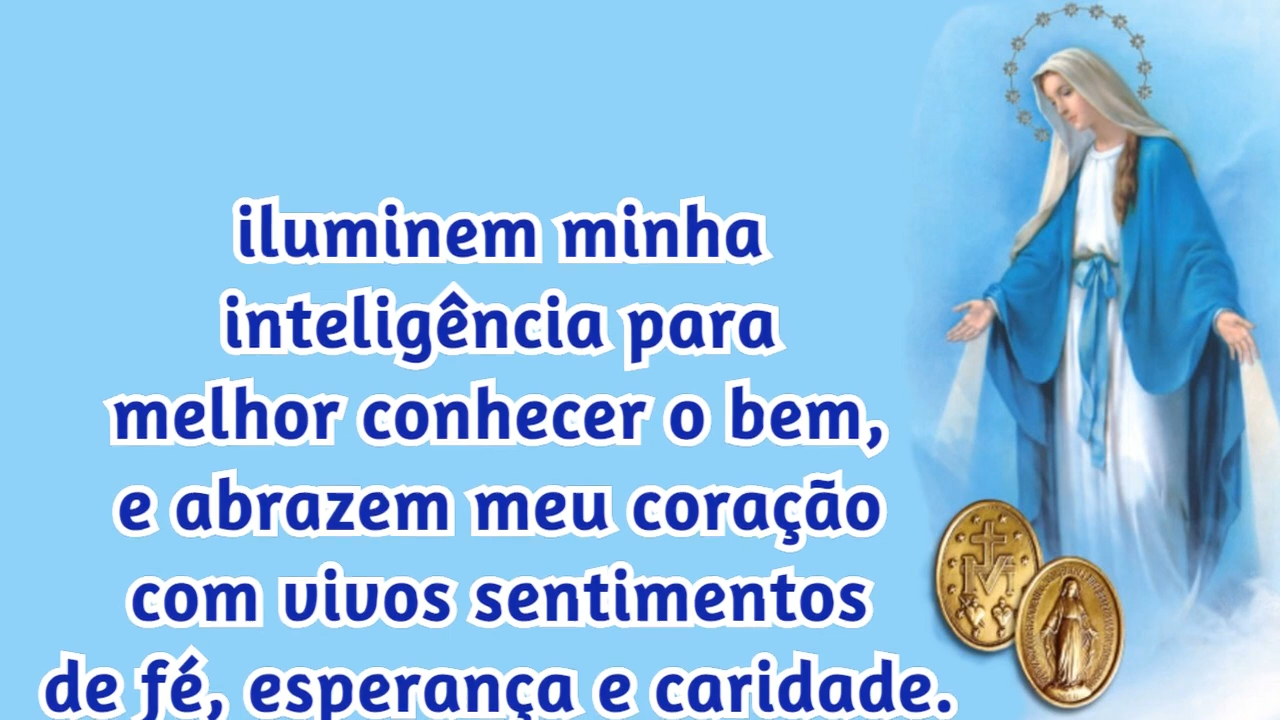 iluminem minha
inteligência para
melhor conhecer o bem,
e abrazem meu coração
com vivos sentimentos
de fé, esperança e caridade.